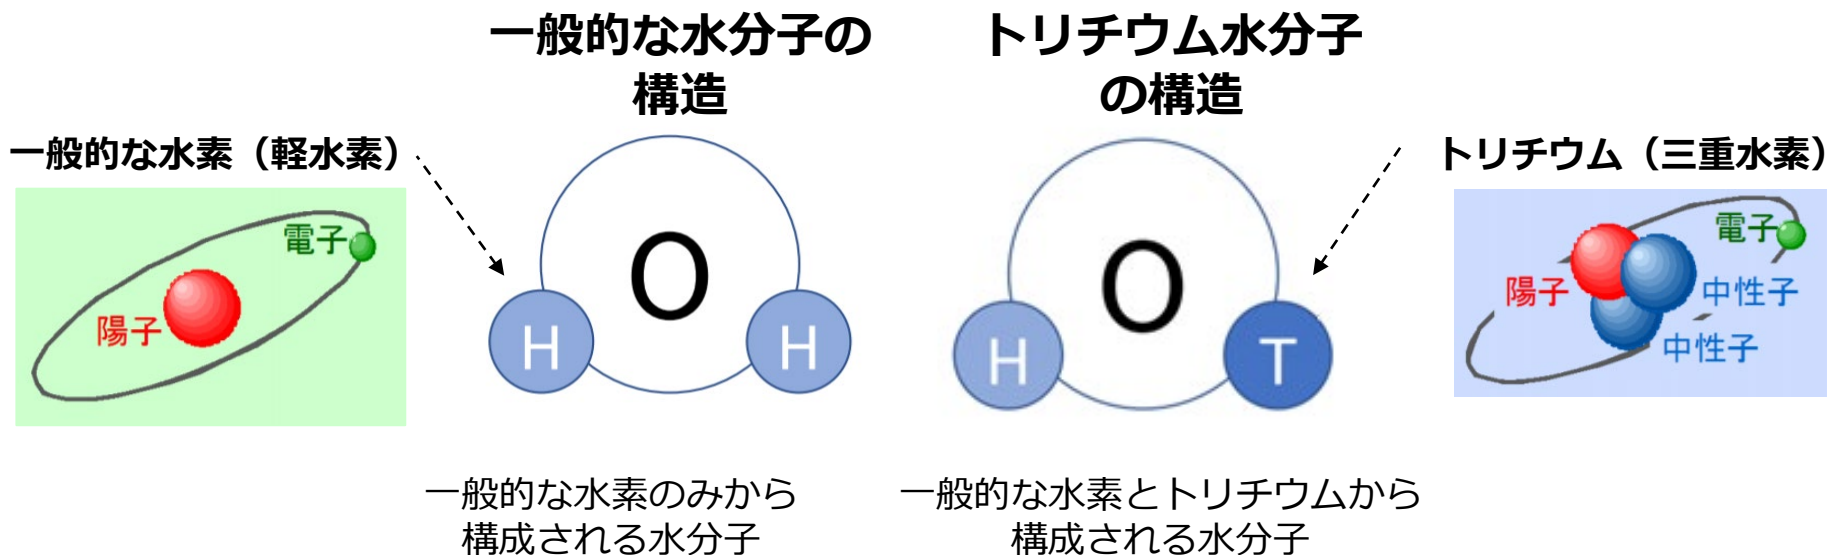 一般的な水分子の
構造
トリチウム水分子
の構造
一般的な水素（軽水素）
トリチウム（三重水素）
電子
陽子
O
H
H
O
H
T
電子
陽子
中性子
中性子
一般的な水素のみから
構成される水分子
一般的な水素とトリチウムから
構成される水分子